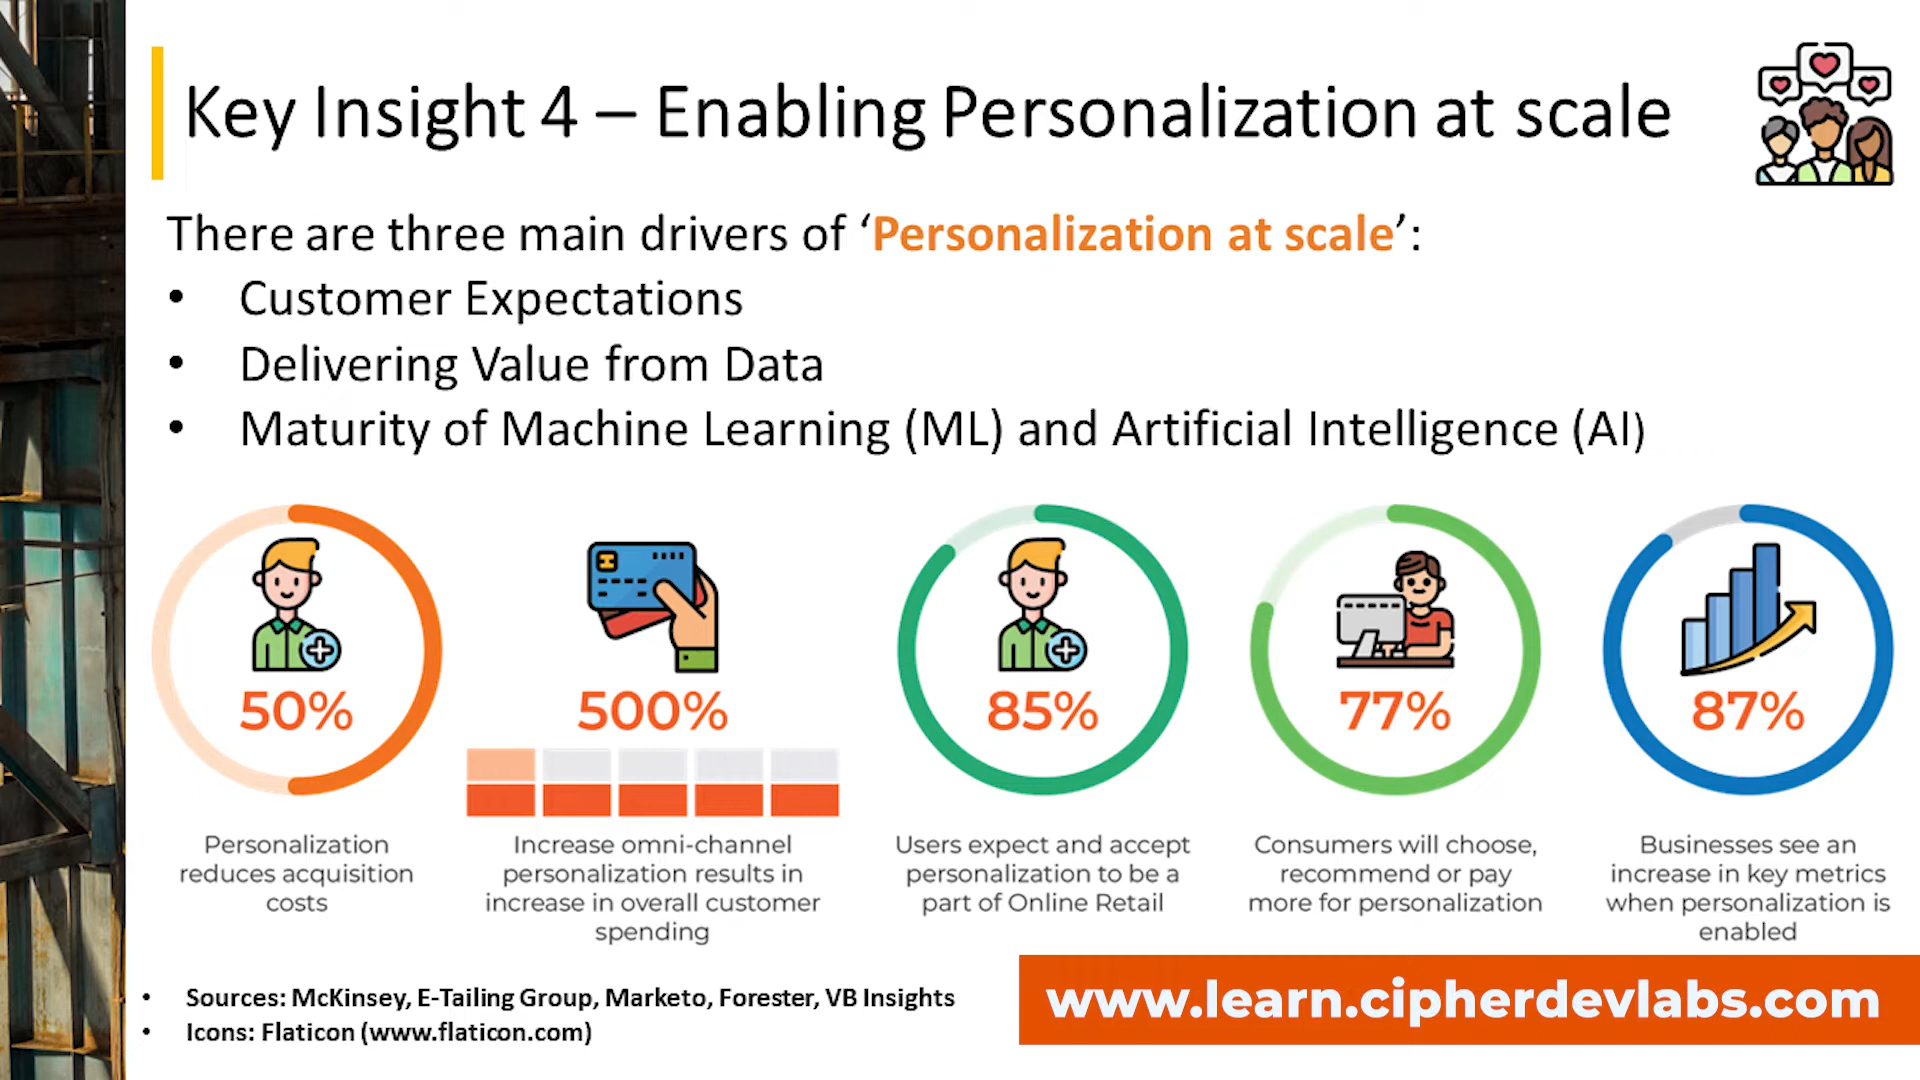 Key Insight 4 – Enabling Personalization at scale
There are three main drivers of ‘Personalization at scale’:
• Customer Expectations
• Delivering Value from Data
• Maturity of Machine Learning (ML) and Artificial Intelligence (AI)
50%
Personalization
reduces acquisition
costs
500%
Increase omni-channel
personalization results in
increase in overall customer
spending
85%
Users expect and accept
personalization to be a
part of Online Retail
77%
Consumers will choose,
recommend or pay
more for personalization
87%
Businesses see an
increase in key metrics
when personalization is
enabled
• Sources: McKinsey, E-Tailing Group, Marketo, Forester, VB Insights
• Icons: Flaticon (www.flaticon.com)
www.learn.cipherdevlabs.com